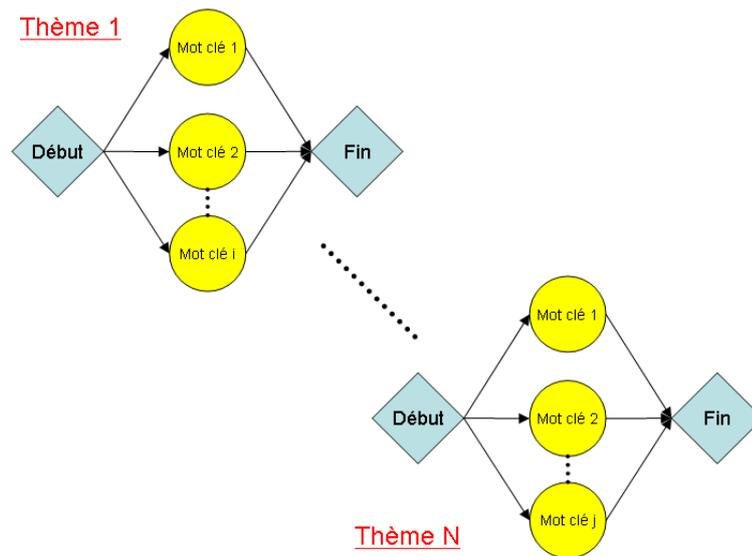 Thème 1
Mot clé 1
Début
Mot clé 2
Fin
Mot clé i
Mot clé 1
Début
Mot clé 2
Fin
Mot clé j
Thème N